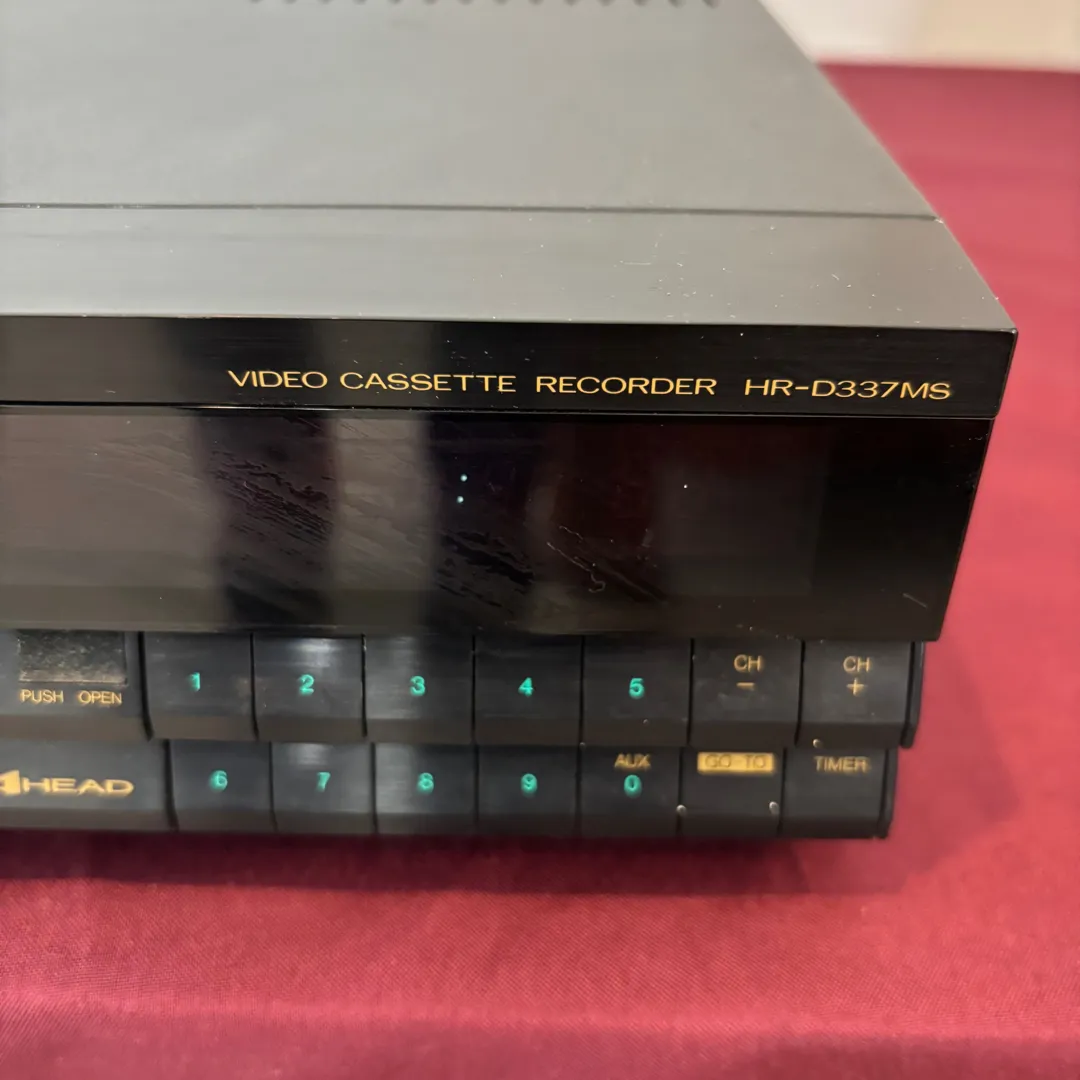 VIDEO CASSETTE RECORDER HR-D337MS
PUSH OPEN
1 2 3 4 5
CH
−
CH
+
HEAD
6 7 8 9
AUX
0
GO-TO
TIMER